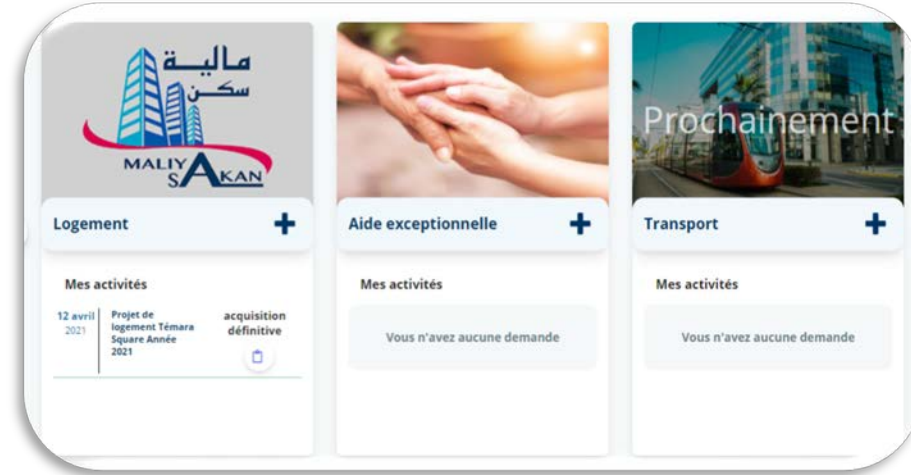 مالية
سكن
MALIYA
SAKAN
Prochainement
Logement
Aide exceptionnelle
Transport
Mes activités
12 avril
2021
Projet de
logement Témara
Square Année
2021
acquisition
définitive
Mes activités
Vous n'avez aucune demande
Mes activités
Vous n'avez aucune demande